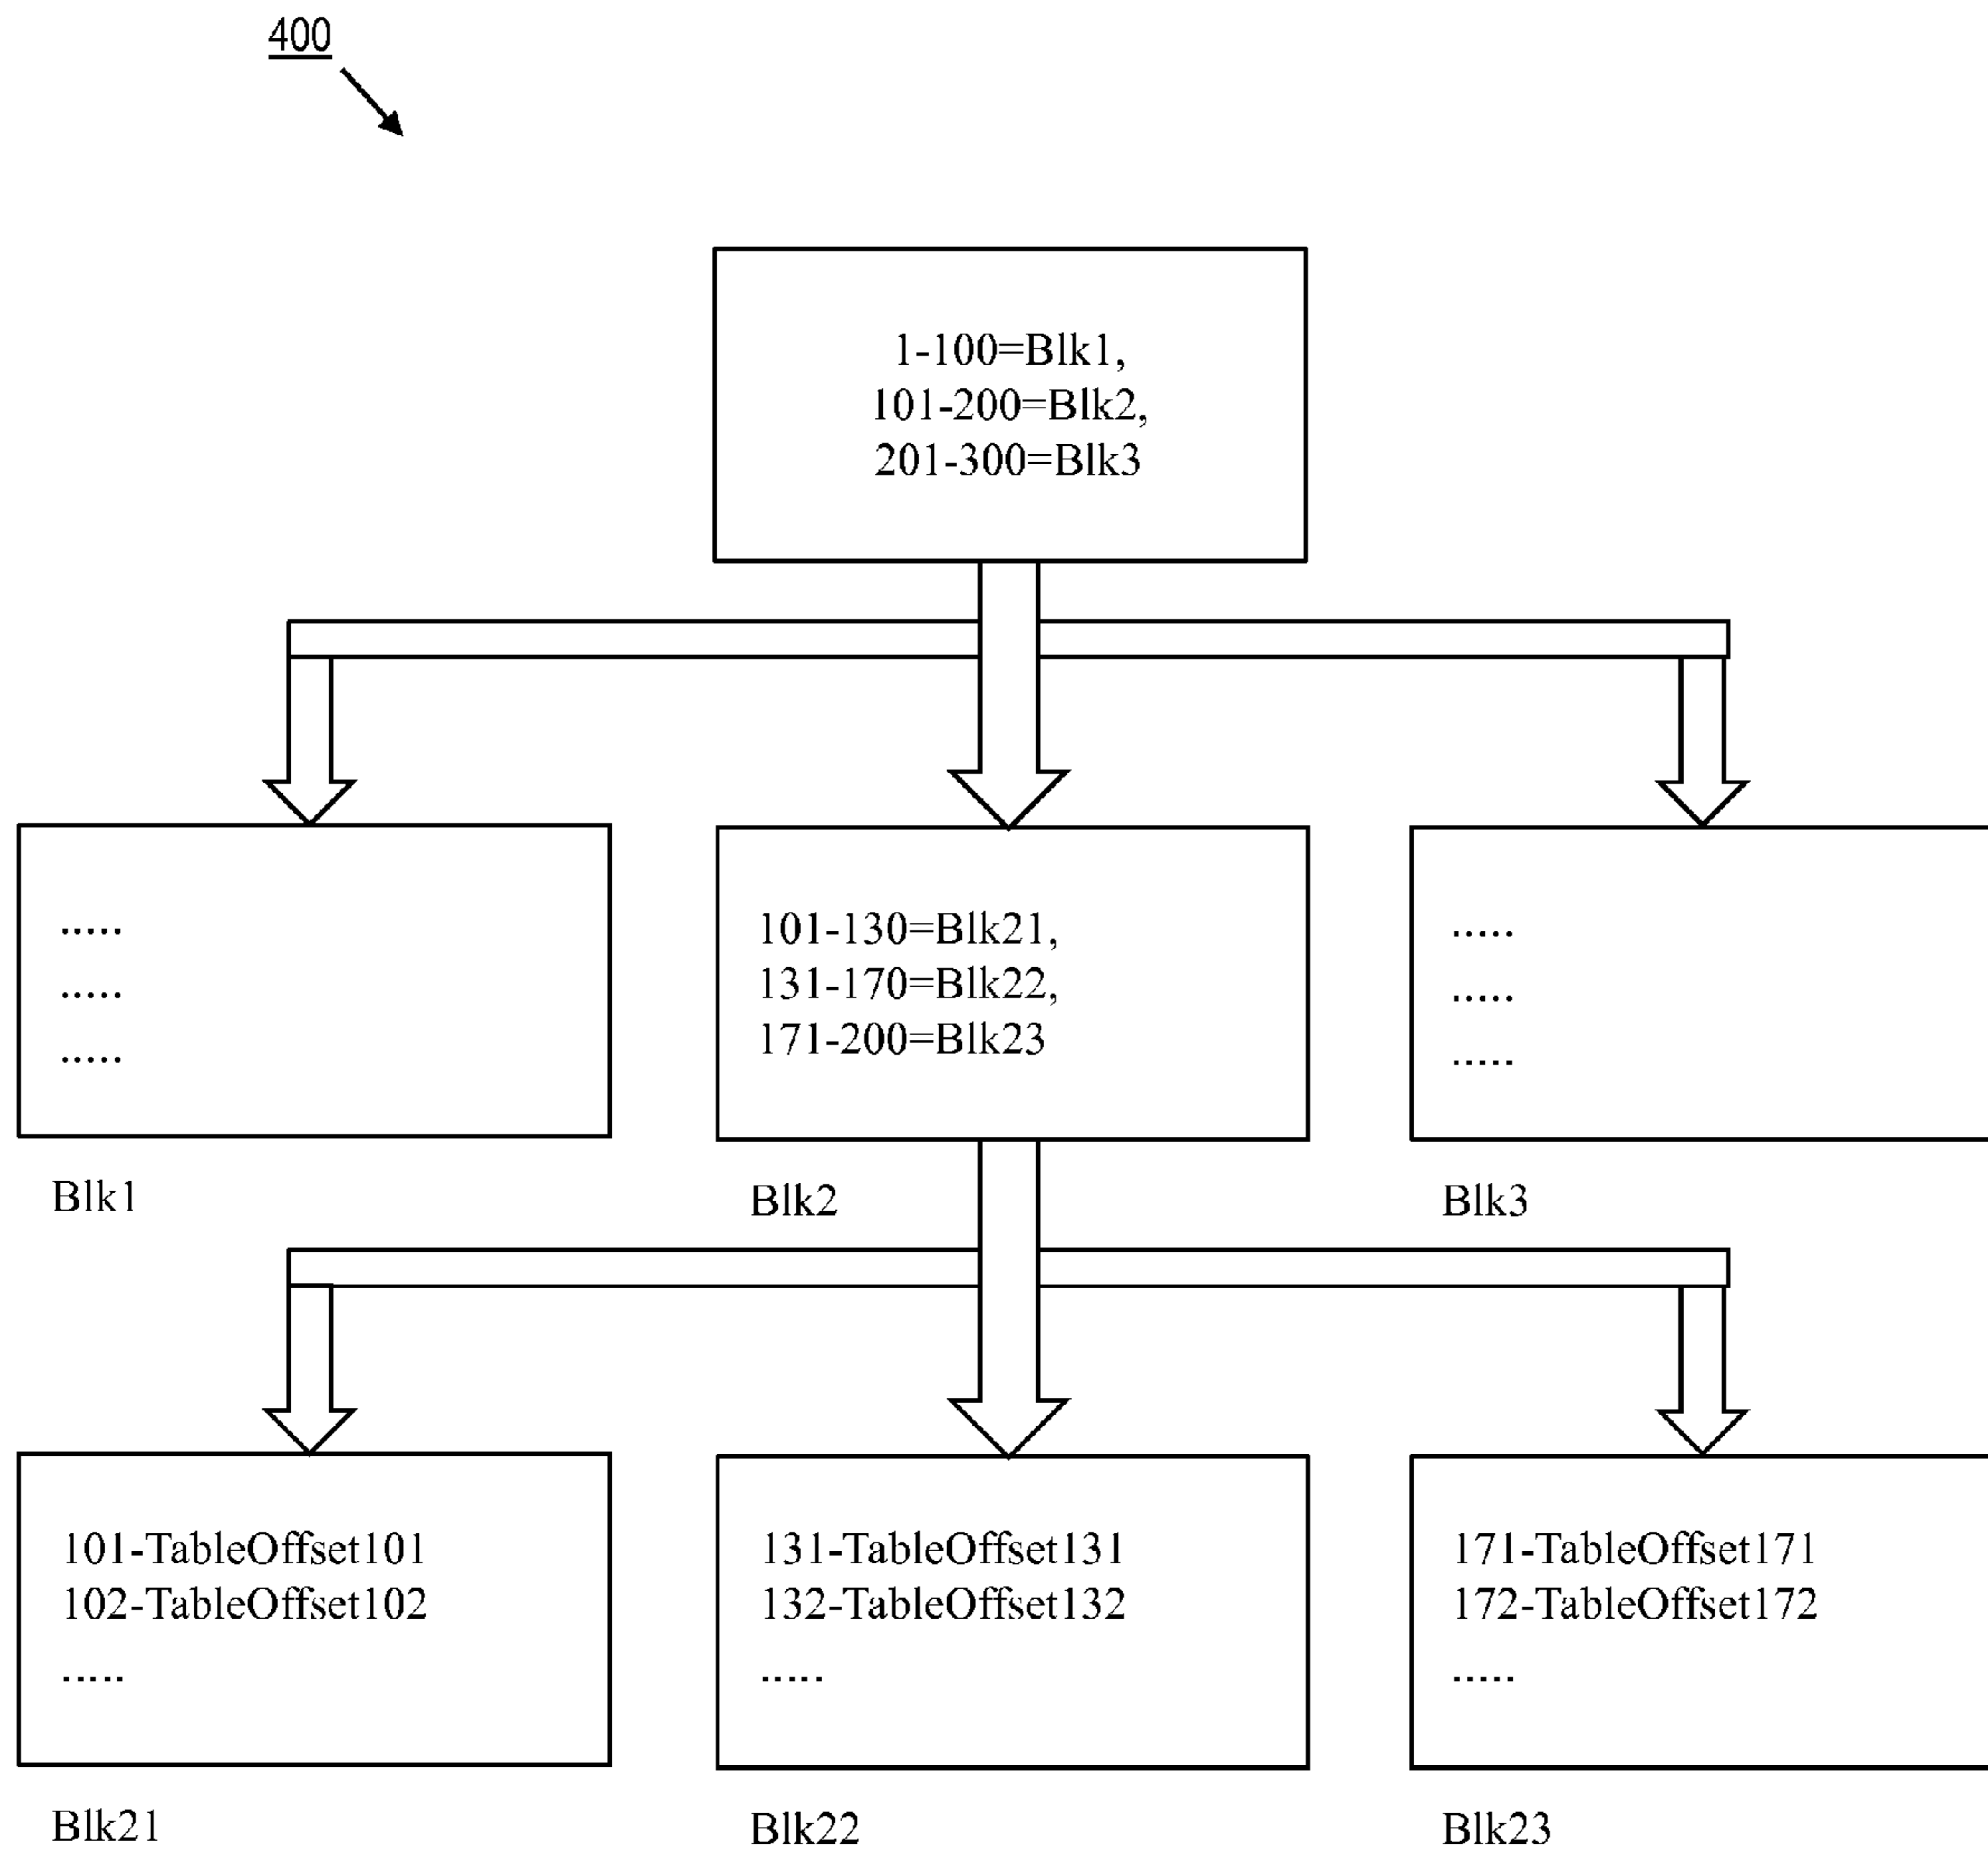 400
1-100=Blk1,
101-200=Blk2,
201-300=Blk3
.....
.....
.....
Blk1
101-130=Blk21,
131-170=Blk22,
171-200=Blk23
Blk2
.....
.....
.....
Blk3
101-TableOffset101
102-TableOffset102
.....
Blk21
131-TableOffset131
132-TableOffset132
.....
Blk22
171-TableOffset171
172-TableOffset172
.....
Blk23